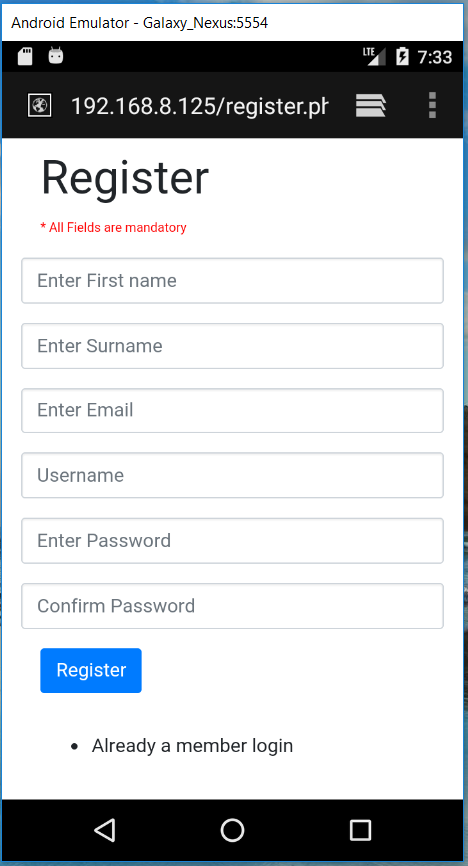 Android Emulator - Galaxy_Nexus:5554
LTE 7:33
192.168.8.125/register.ph
Register
* All Fields are mandatory
Enter First name
Enter Surname
Enter Email
Username
Enter Password
Confirm Password
Register
• Already a member login